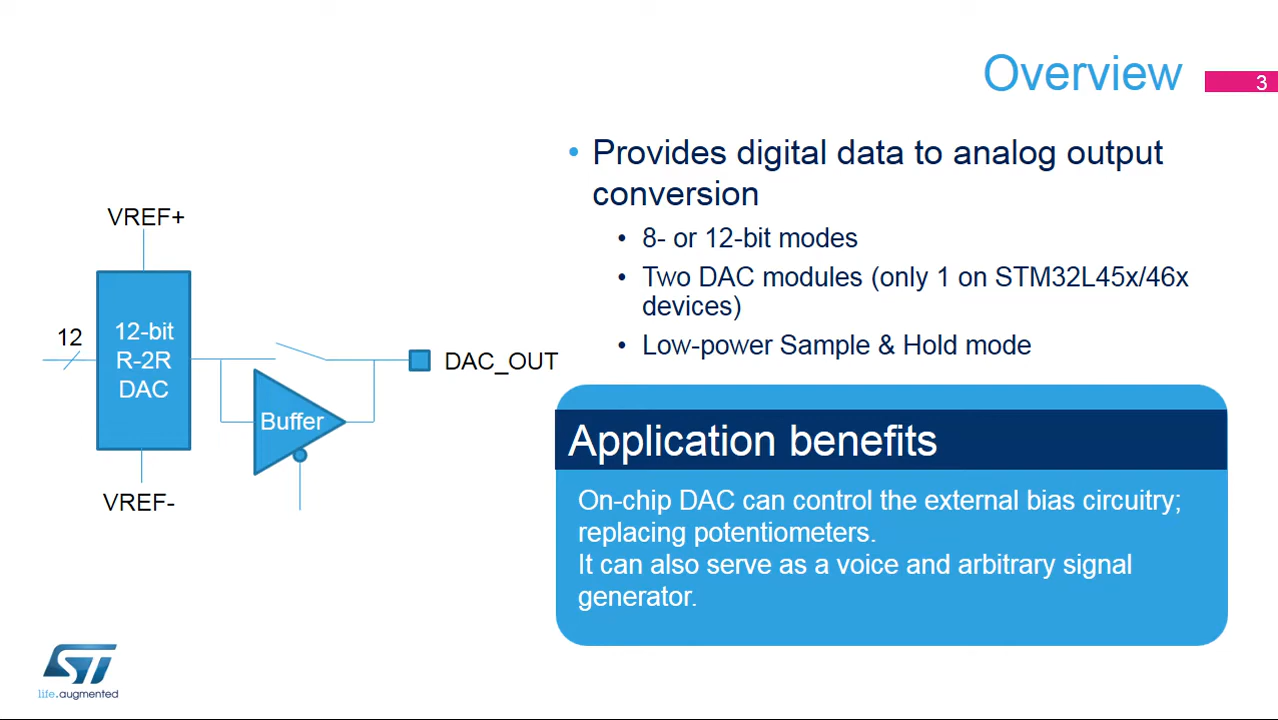 Overview
3
• Provides digital data to analog output
conversion
• 8- or 12-bit modes
• Two DAC modules (only 1 on STM32L45x/46x
devices)
• Low-power Sample & Hold mode
VREF+
12
12-bit
R-2R
DAC
DAC_OUT
Buffer
VREF-
Application benefits
On-chip DAC can control the external bias circuitry;
replacing potentiometers.
It can also serve as a voice and arbitrary signal
generator.
ST
life.augmented